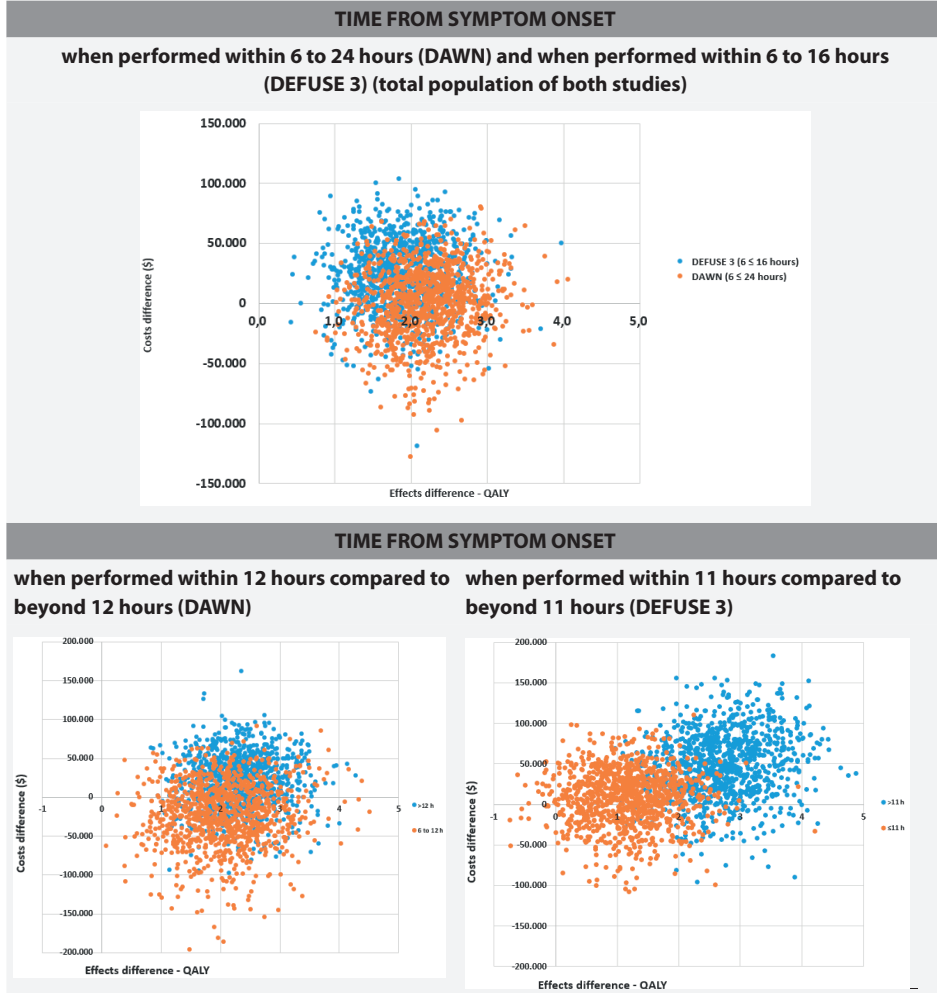 TIME FROM SYMPTOM ONSET
when performed within 6 to 24 hours (DAWN) and when performed within 6 to 16 hours
(DEFUSE 3) (total population of both studies)
150.000
100.000
50.000
0
-50.000
-100.000
-150.000
0,0 1,0 2,0 3,0 4,0 5,0
Costs difference ($)
Effects difference - QALY
DEFUSE 3 (6 ≤ 16 hours)
DAWN (6 ≤ 24 hours)
TIME FROM SYMPTOM ONSET
when performed within 12 hours compared to
beyond 12 hours (DAWN)
200.000
150.000
100.000
50.000
0
-50.000
-100.000
-150.000
-200.000
-1 1 2 3 4 5
Costs difference ($)
Effects difference - QALY
>12 h
6 to 12 h
when performed within 11 hours compared to
beyond 11 hours (DEFUSE 3)
200.000
150.000
100.000
50.000
0
-50.000
-100.000
-150.000
-200.000
-1 0 1 2 3 4 5
Costs difference ($)
Effects difference - QALY
>11 h
≤11 h